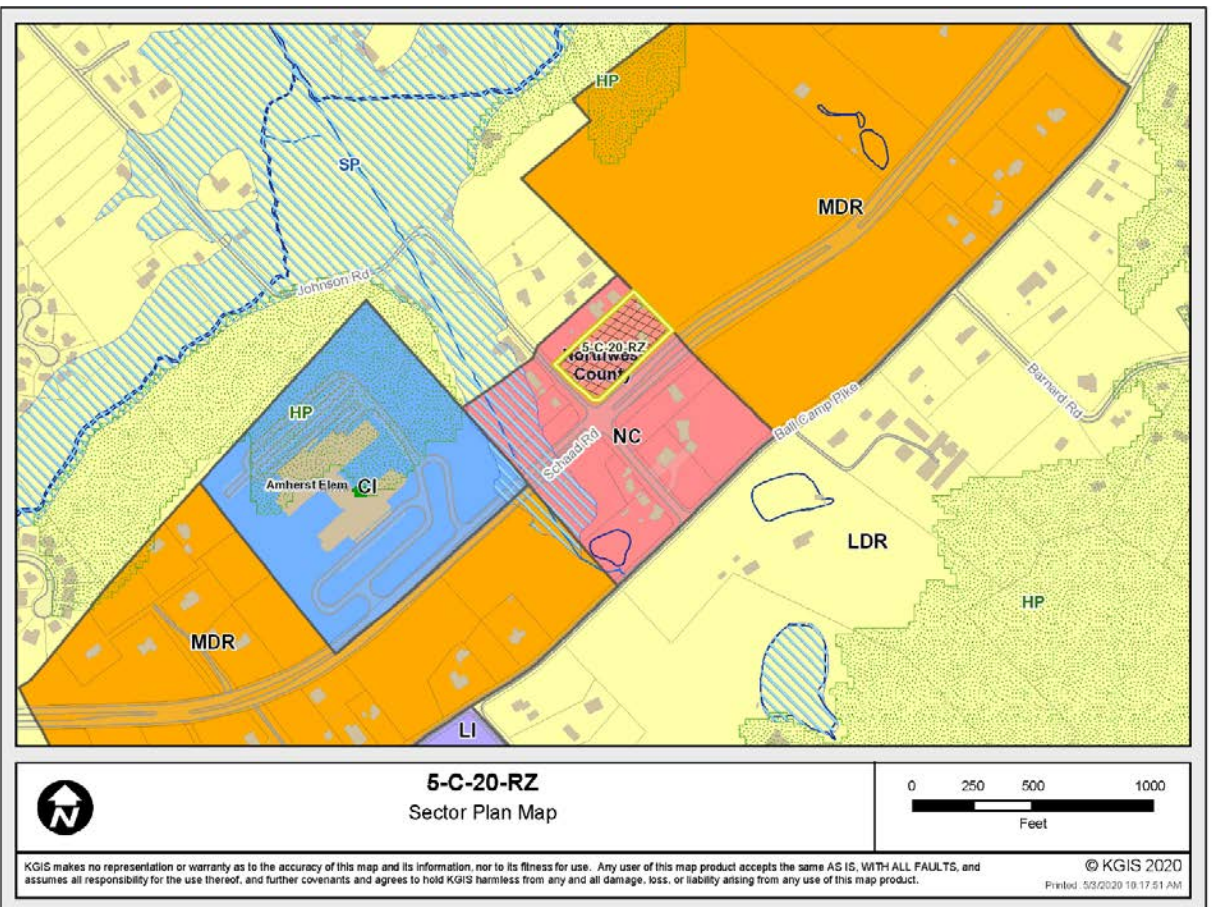 HP
SP
MDR
Johnson Rd
5-C-20-RZ
Northwest
County
Barnard Rd
Ball Camp Pike
HP
NC
Schaad Rd
Amherst Elem
CI
LDR
HP
MDR
LI
N
5-C-20-RZ
Sector Plan Map
0 250 500 1000
Feet
KGIS makes no representation or warranty as to the accuracy of this map and its information, nor to its fitness for use. Any user of this map product accepts the same AS IS, WITH ALL FAULTS, and
assumes all responsibility for the use thereof, and further covenants and agrees to hold KGIS harmless from any and all damage, loss, or liability arising from any use of this map product.
© KGIS 2020
Printed: 5/3/2020 10:17:51 AM